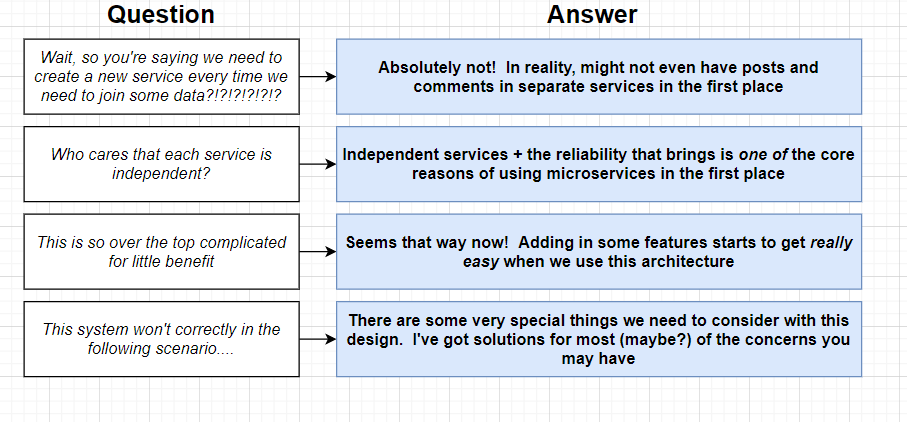 Question
Answer
Wait, so you're saying we need to
create a new service every time we
need to join some data?!?!?!?!?!?
Absolutely not!  In reality, might not even have posts and
comments in separate services in the first place
Who cares that each service is
independent?
Independent services + the reliability that brings is one of the core
reasons of using microservices in the first place
This is so over the top complicated
for little benefit
Seems that way now!  Adding in some features starts to get really
easy when we use this architecture
This system won't correctly in the
following scenario....
There are some very special things we need to consider with this
design.  I've got solutions for most (maybe?) of the concerns you
may have